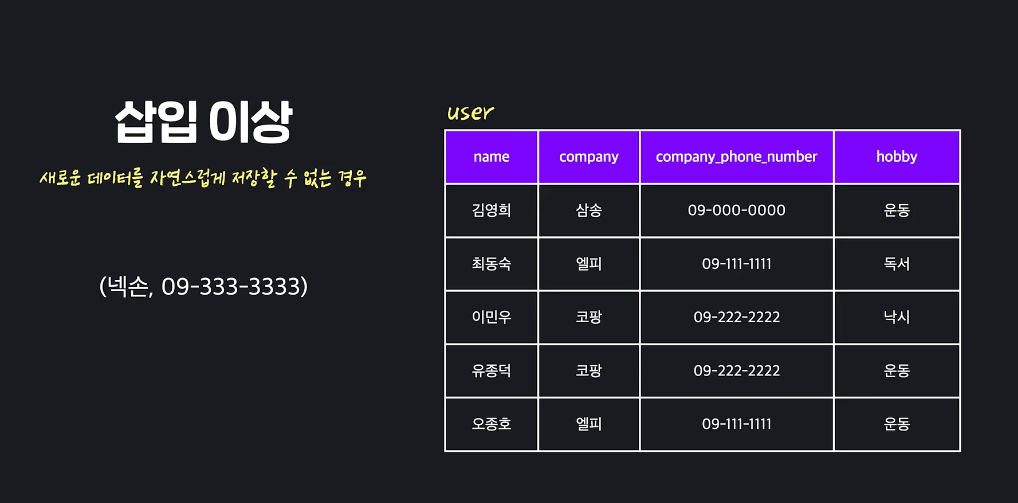 삽입 이상
새로운 데이터를 자연스럽게 저장할 수 없는 경우
(넥손, 09-333-3333)
user
name company company_phone_number hobby
김영희 삼송 09-000-0000 운동
최동숙 엘피 09-111-1111 독서
이민우 코팡 09-222-2222 낙시
유종덕 코팡 09-222-2222 운동
오종호 엘피 09-111-1111 운동